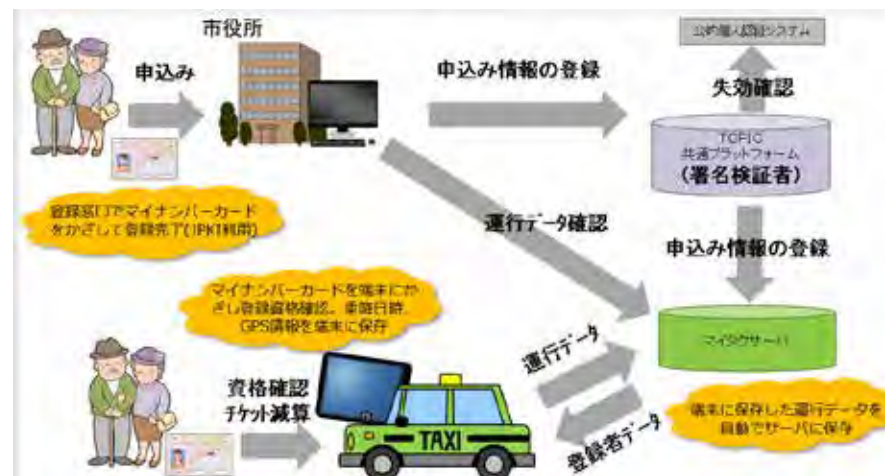 市役所
公的個人認証システム
申込み
申込み情報の登録
失効確認
TOPIC
共通プラットフォーム
(署名検証者)
登録窓口でマイナンバーカード
をかざして登録完了(JPKI利用)
運行データ確認
申込み情報の登録
マイナンバーカードを端末にか
ざし登録資格確認。乗降日時、
GPS情報を端末に保存
マイタクサーバ
運行データ
資格確認
チケット減算
TAXI
登録者データ
端末に保存した運行データを
自動でサーバに保存